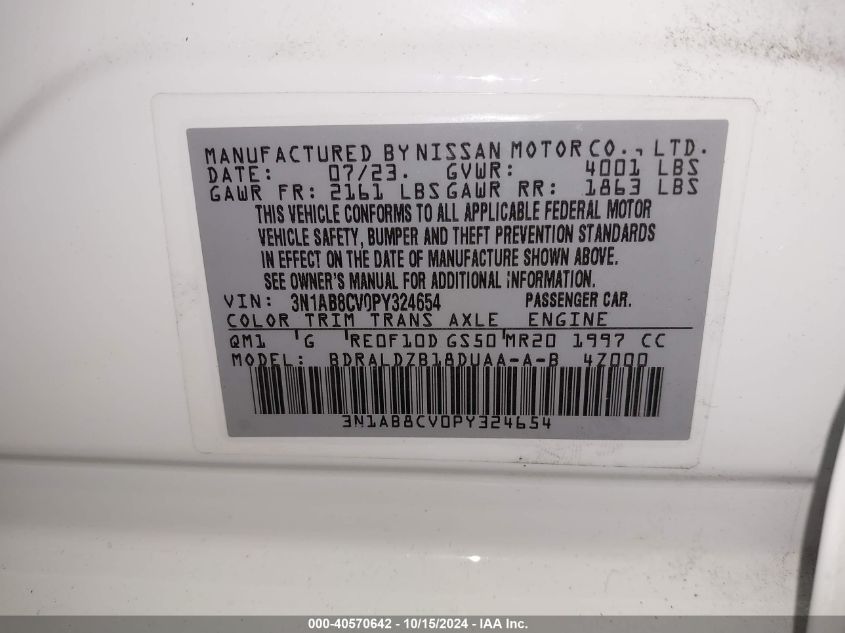 MANUFACTURED BY NISSAN MOTOR CO., LTD.
DATE: 07/23. GVWR: 4001 LBS
GAWR FR: 2161 LBS GAWR RR: 1863 LBS
THIS VEHICLE CONFORMS TO ALL APPLICABLE FEDERAL MOTOR
VEHICLE SAFETY, BUMPER AND THEFT PREVENTION STANDARDS
IN EFFECT ON THE DATE OF MANUFACTURE SHOWN ABOVE.
SEE OWNER'S MANUAL FOR ADDITIONAL INFORMATION.
VIN: 3N1AB8CV0PY324654 PASSENGER CAR.
COLOR TRIM TRANS AXLE ENGINE
QM1 'G RE0F10D GS50'MR20 1997 CC
MODEL: BDRALDZB18DUAA-A-B 4Z000
3N1AB8CV0PY324654
000-40570642 - 10/15/2024 - IAA Inc.